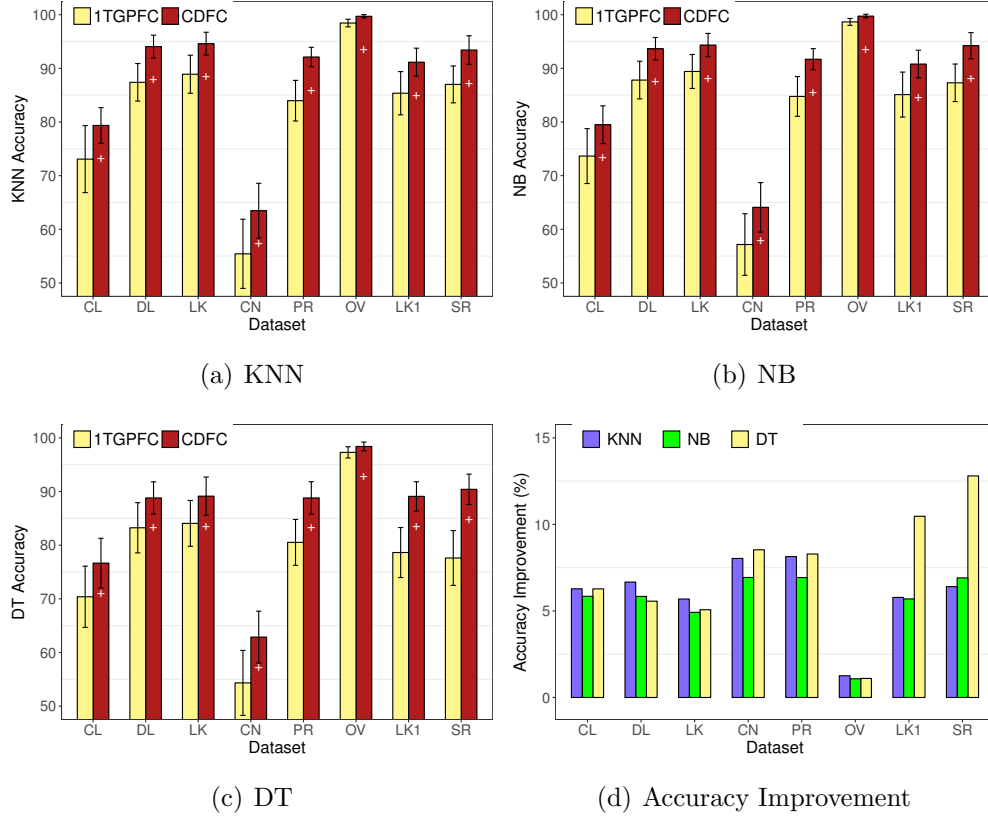 1TGPFC CDFC
KNN Accuracy
100
90
80
70
60
50
+ + + + + + + +
CL DL LK CN PR OV LK1 SR
Dataset
(a) KNN
1TGPFC CDFC
NB Accuracy
100
90
80
70
60
50
+ + + + + + + +
CL DL LK CN PR OV LK1 SR
Dataset
(b) NB
1TGPFC CDFC
DT Accuracy
100
90
80
70
60
50
+ + + + + + + +
CL DL LK CN PR OV LK1 SR
Dataset
(c) DT
KNN NB DT
Accuracy Improvement (%)
15
10
5
0
CL DL LK CN PR OV LK1 SR
Dataset
(d) Accuracy Improvement